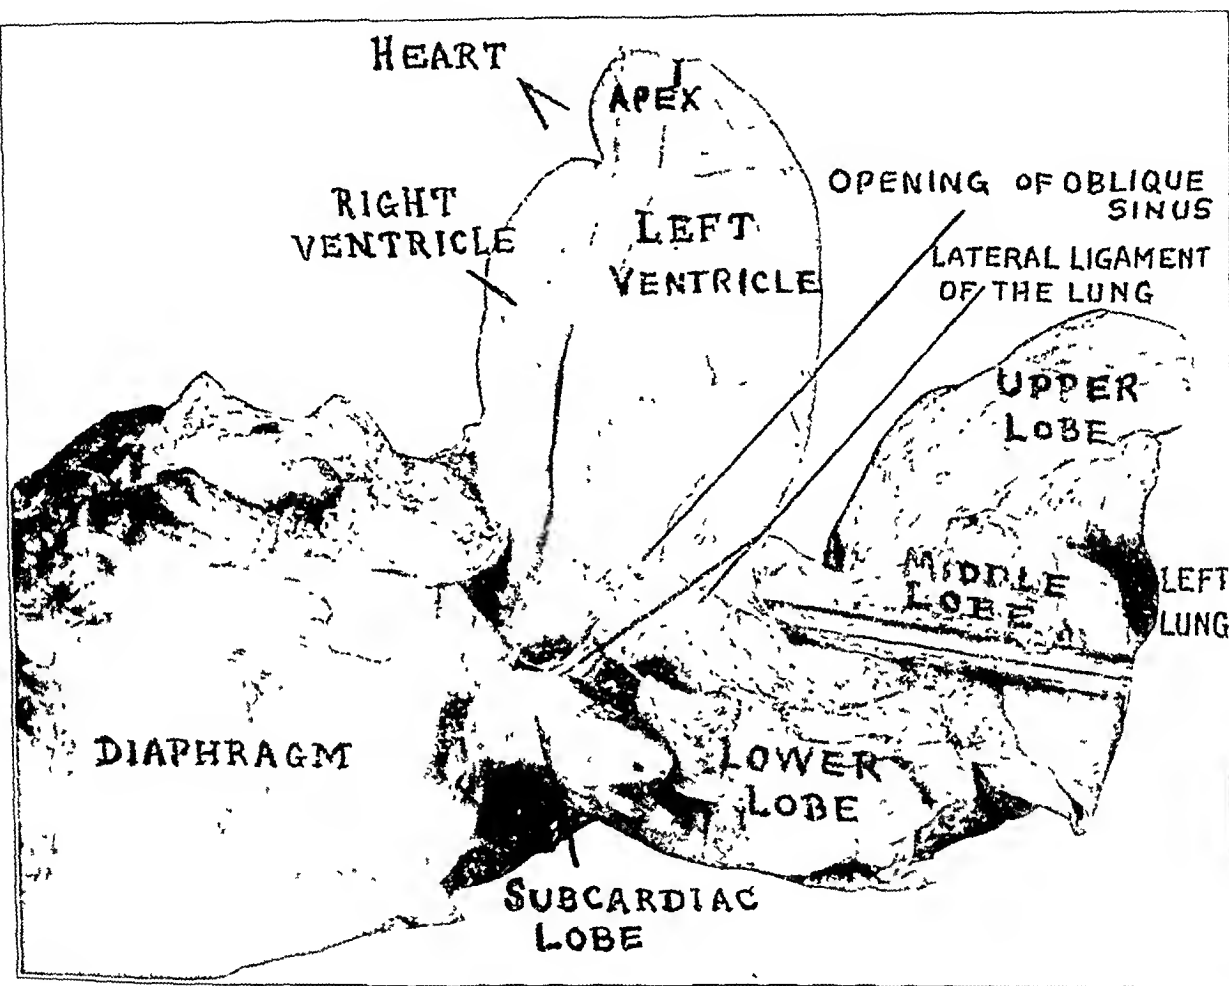 HEART
APEX
RIGHT
VENTRICLE
LEFT
VENTRICLE
OPENING OF OBLIQUE
SINUS
LATERAL LIGAMENT
OF THE LUNG
UPPER
LOBE
MIDDLE
LOBE
LEFT
LUNG
DIAPHRAGM
LOWER
LOBE
SUBCARDIAC
LOBE